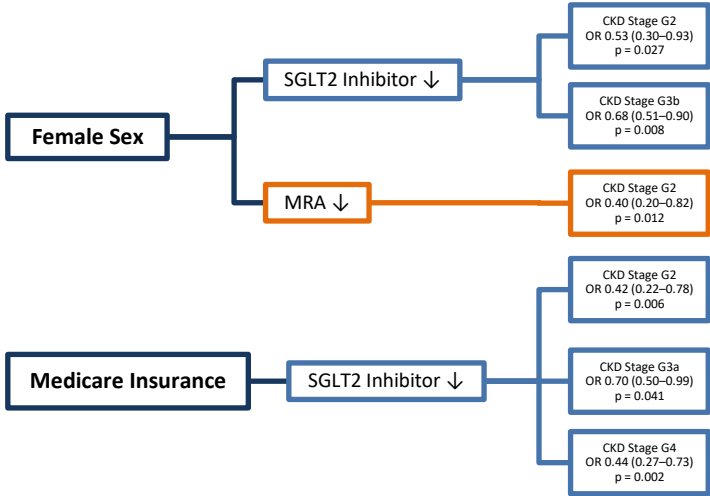 Female Sex
SGLT2 Inhibitor ↓
CKD Stage G2
OR 0.53 (0.30–0.93)
p = 0.027
CKD Stage G3b
OR 0.68 (0.51–0.90)
p = 0.008
MRA ↓
CKD Stage G2
OR 0.40 (0.20–0.82)
p = 0.012
Medicare Insurance
SGLT2 Inhibitor ↓
CKD Stage G2
OR 0.42 (0.22–0.78)
p = 0.006
CKD Stage G3a
OR 0.70 (0.50–0.99)
p = 0.041
CKD Stage G4
OR 0.44 (0.27–0.73)
p = 0.002